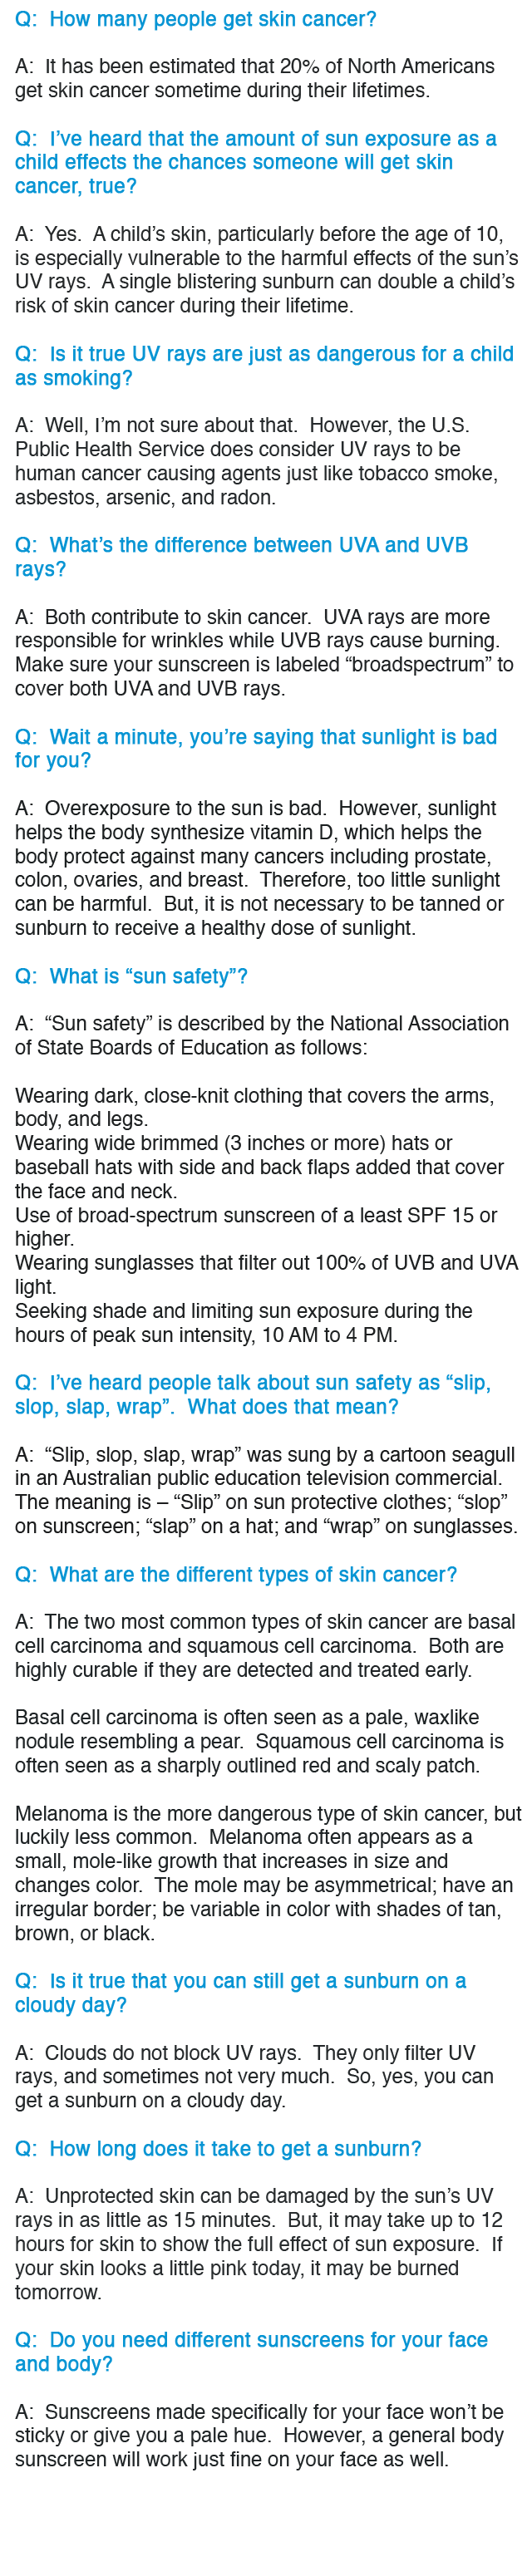 Q:  How many people get skin cancer?
A:  It has been estimated that 20% of North Americans
get skin cancer sometime during their lifetimes.
Q:  I’ve heard that the amount of sun exposure as a
child effects the chances someone will get skin
cancer, true?
A:  Yes.  A child’s skin, particularly before the age of 10,
is especially vulnerable to the harmful effects of the sun’s
UV rays.  A single blistering sunburn can double a child’s
risk of skin cancer during their lifetime.
Q:  Is it true UV rays are just as dangerous for a child
as smoking?
A:  Well, I’m not sure about that.  However, the U.S.
Public Health Service does consider UV rays to be
human cancer causing agents just like tobacco smoke,
asbestos, arsenic, and radon.
Q:  What’s the difference between UVA and UVB
rays?
A:  Both contribute to skin cancer.  UVA rays are more
responsible for wrinkles while UVB rays cause burning.
Make sure your sunscreen is labeled “broadspectrum” to
cover both UVA and UVB rays.
Q:  Wait a minute, you’re saying that sunlight is bad
for you?
A:  Overexposure to the sun is bad.  However, sunlight
helps the body synthesize vitamin D, which helps the
body protect against many cancers including prostate,
colon, ovaries, and breast.  Therefore, too little sunlight
can be harmful.  But, it is not necessary to be tanned or
sunburn to receive a healthy dose of sunlight.
Q:  What is “sun safety”?
A:  “Sun safety” is described by the National Association
of State Boards of Education as follows:
Wearing dark, close-knit clothing that covers the arms,
body, and legs.
Wearing wide brimmed (3 inches or more) hats or
baseball hats with side and back flaps added that cover
the face and neck.
Use of broad-spectrum sunscreen of a least SPF 15 or
higher.
Wearing sunglasses that filter out 100% of UVB and UVA
light.
Seeking shade and limiting sun exposure during the
hours of peak sun intensity, 10 AM to 4 PM.
Q:  I’ve heard people talk about sun safety as “slip,
slop, slap, wrap”.  What does that mean?
A:  “Slip, slop, slap, wrap” was sung by a cartoon seagull
in an Australian public education television commercial.
The meaning is – “Slip” on sun protective clothes; “slop”
on sunscreen; “slap” on a hat; and “wrap” on sunglasses.
Q:  What are the different types of skin cancer?
A:  The two most common types of skin cancer are basal
cell carcinoma and squamous cell carcinoma.  Both are
highly curable if they are detected and treated early.
Basal cell carcinoma is often seen as a pale, waxlike
nodule resembling a pear.  Squamous cell carcinoma is
often seen as a sharply outlined red and scaly patch.
Melanoma is the more dangerous type of skin cancer, but
luckily less common.  Melanoma often appears as a
small, mole-like growth that increases in size and
changes color.  The mole may be asymmetrical; have an
irregular border; be variable in color with shades of tan,
brown, or black.
Q:  Is it true that you can still get a sunburn on a
cloudy day?
A:  Clouds do not block UV rays.  They only filter UV
rays, and sometimes not very much.  So, yes, you can
get a sunburn on a cloudy day.
Q:  How long does it take to get a sunburn?
A:  Unprotected skin can be damaged by the sun’s UV
rays in as little as 15 minutes.  But, it may take up to 12
hours for skin to show the full effect of sun exposure.  If
your skin looks a little pink today, it may be burned
tomorrow.
Q:  Do you need different sunscreens for your face
and body?
A:  Sunscreens made specifically for your face won’t be
sticky or give you a pale hue.  However, a general body
sunscreen will work just fine on your face as well.